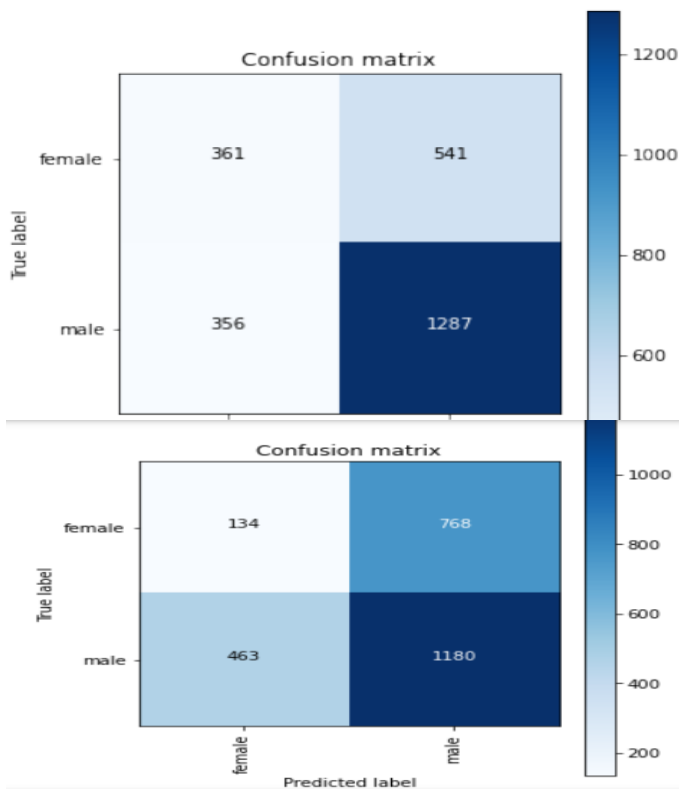 Confusion matrix
1200
female 361 541
1000
True label
800
male 356 1287
600
Confusion matrix
1000
female 134 768
800
True label
600
male 463 1180
400
200
female male
Predicted label